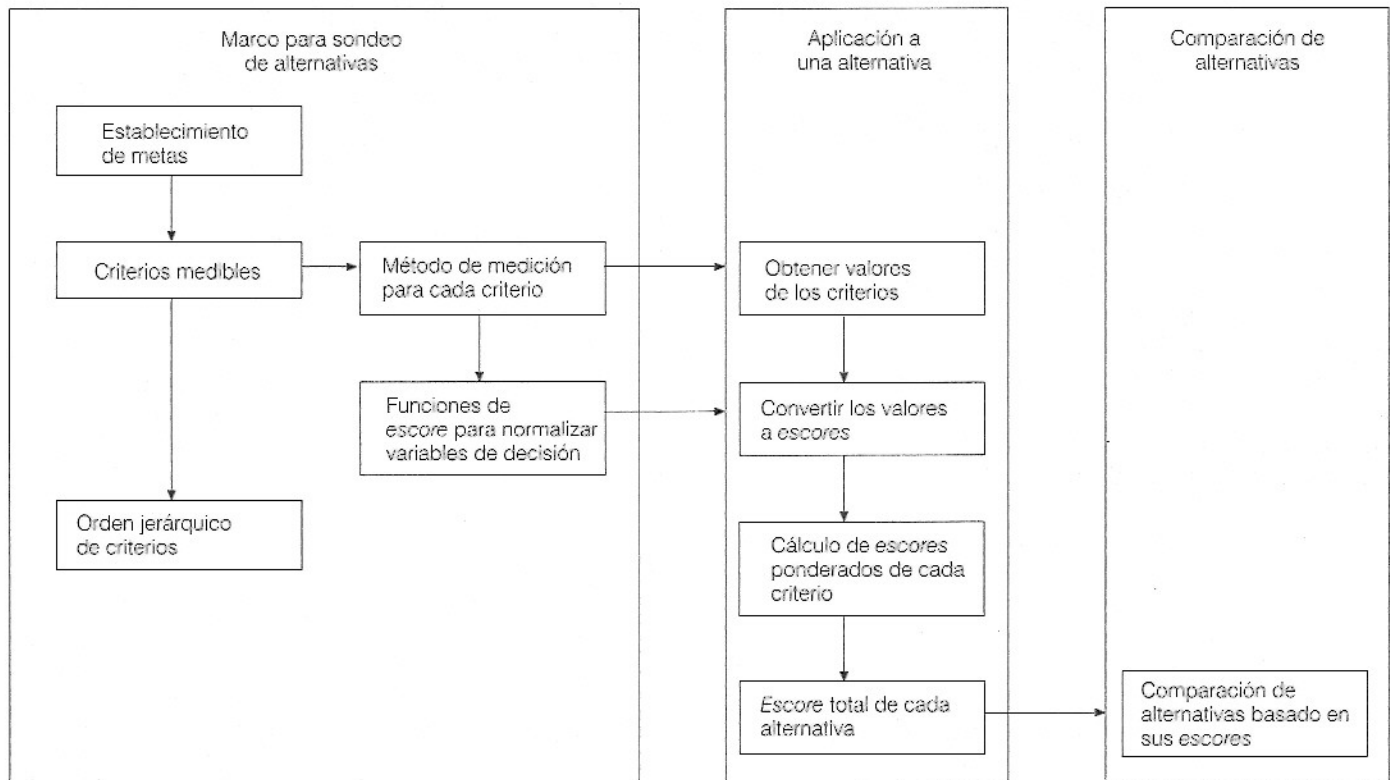 Marco para sondeo
de alternativas
Establecimiento
de metas
Criterios medibles
Método de medición
para cada criterio
Funciones de
escore para normalizar
variables de decisión
Orden jerárquico
de criterios
Aplicación a
una alternativa
Obtener valores
de los criterios
Convertir los valores
a escores
Cálculo de escores
ponderados de cada
criterio
Escore total de cada
alternativa
Comparación de
alternativas
Comparación de
alternativas basado en
sus escores